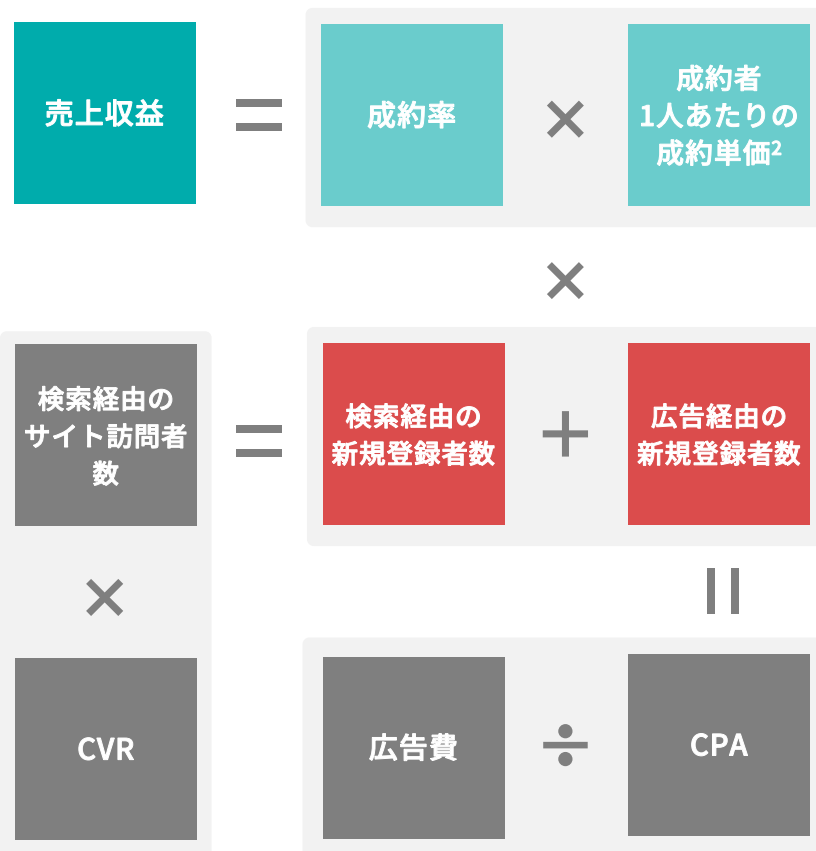 売上収益
=
成約率
×
成約者
1人あたりの
成約単価²
×
検索経由の
サイト訪問者
数
=
検索経由の
新規登録者数
+
広告経由の
新規登録者数
×
=
CVR
広告費
÷
CPA